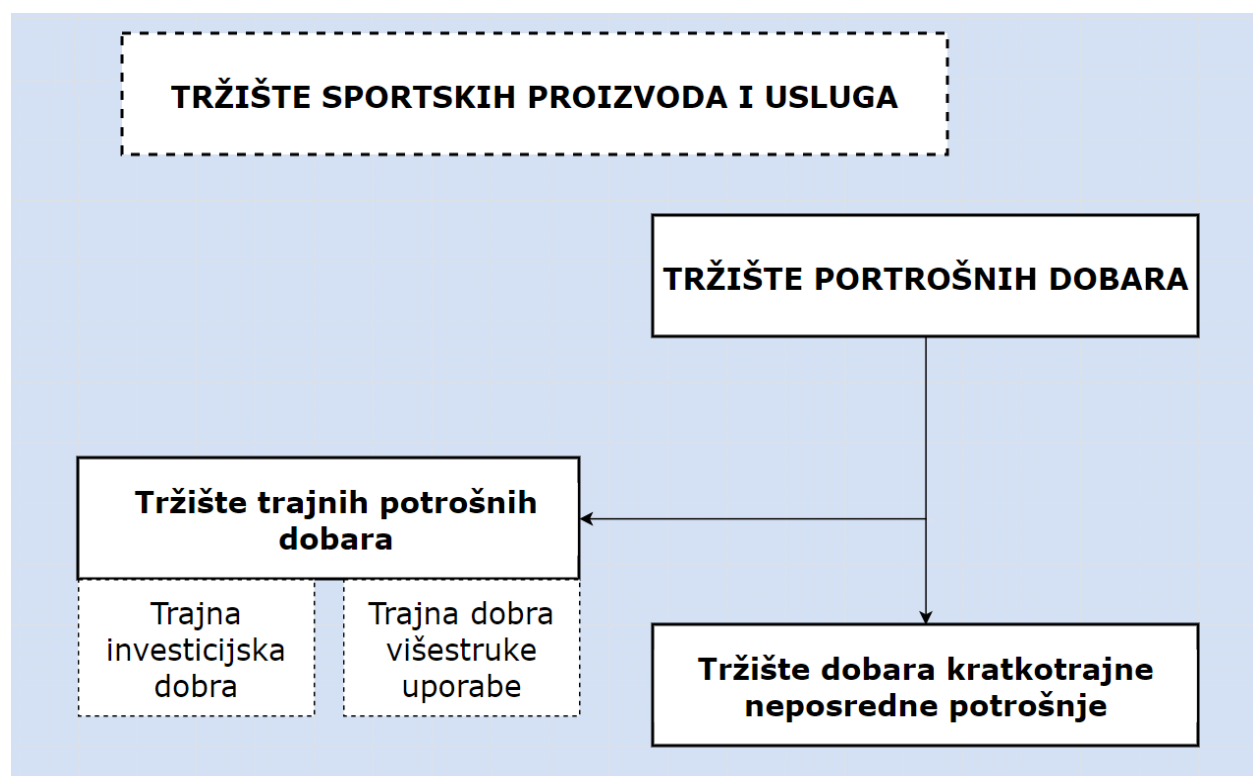 TRŽIŠTE SPORTSKIH PROIZVODA I USLUGA
TRŽIŠTE PORTROŠNIH DOBARA
Tržište trajnih potrošnih
dobara
Trajna
investicijska
dobra
Trajna dobra
višestruke
uporabe
Tržište dobara kratkotrajne
neposredne potrošnje